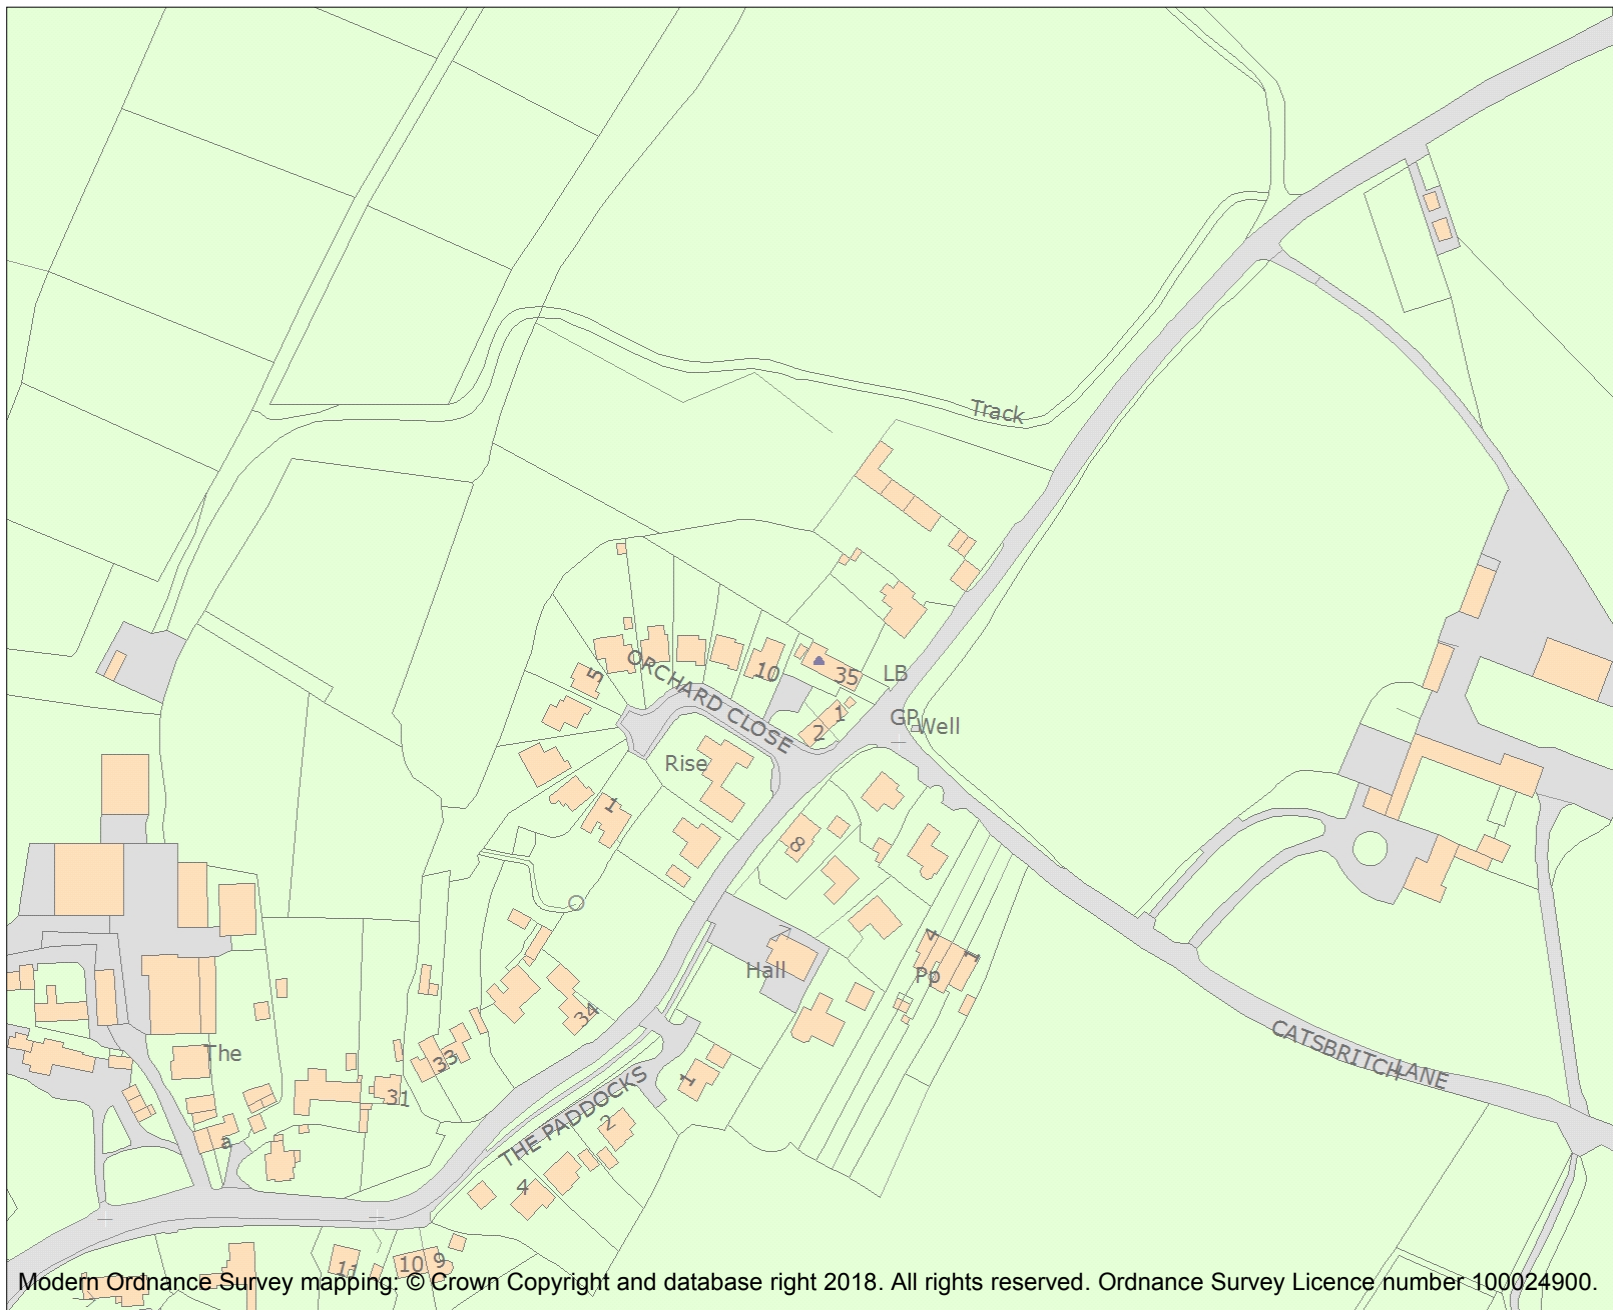 Track
5
ORCHARD CLOSE
10
35
LB
1
2
GP
Well
Rise
1
8
4
1
Hall
Pp
34
33
The
31
a
CATSBRITCH LANE
1
THE PADDOCKS
2
4
11
10
9
Modern Ordnance Survey mapping: © Crown Copyright and database right 2018. All rights reserved. Ordnance Survey Licence number 100024900.